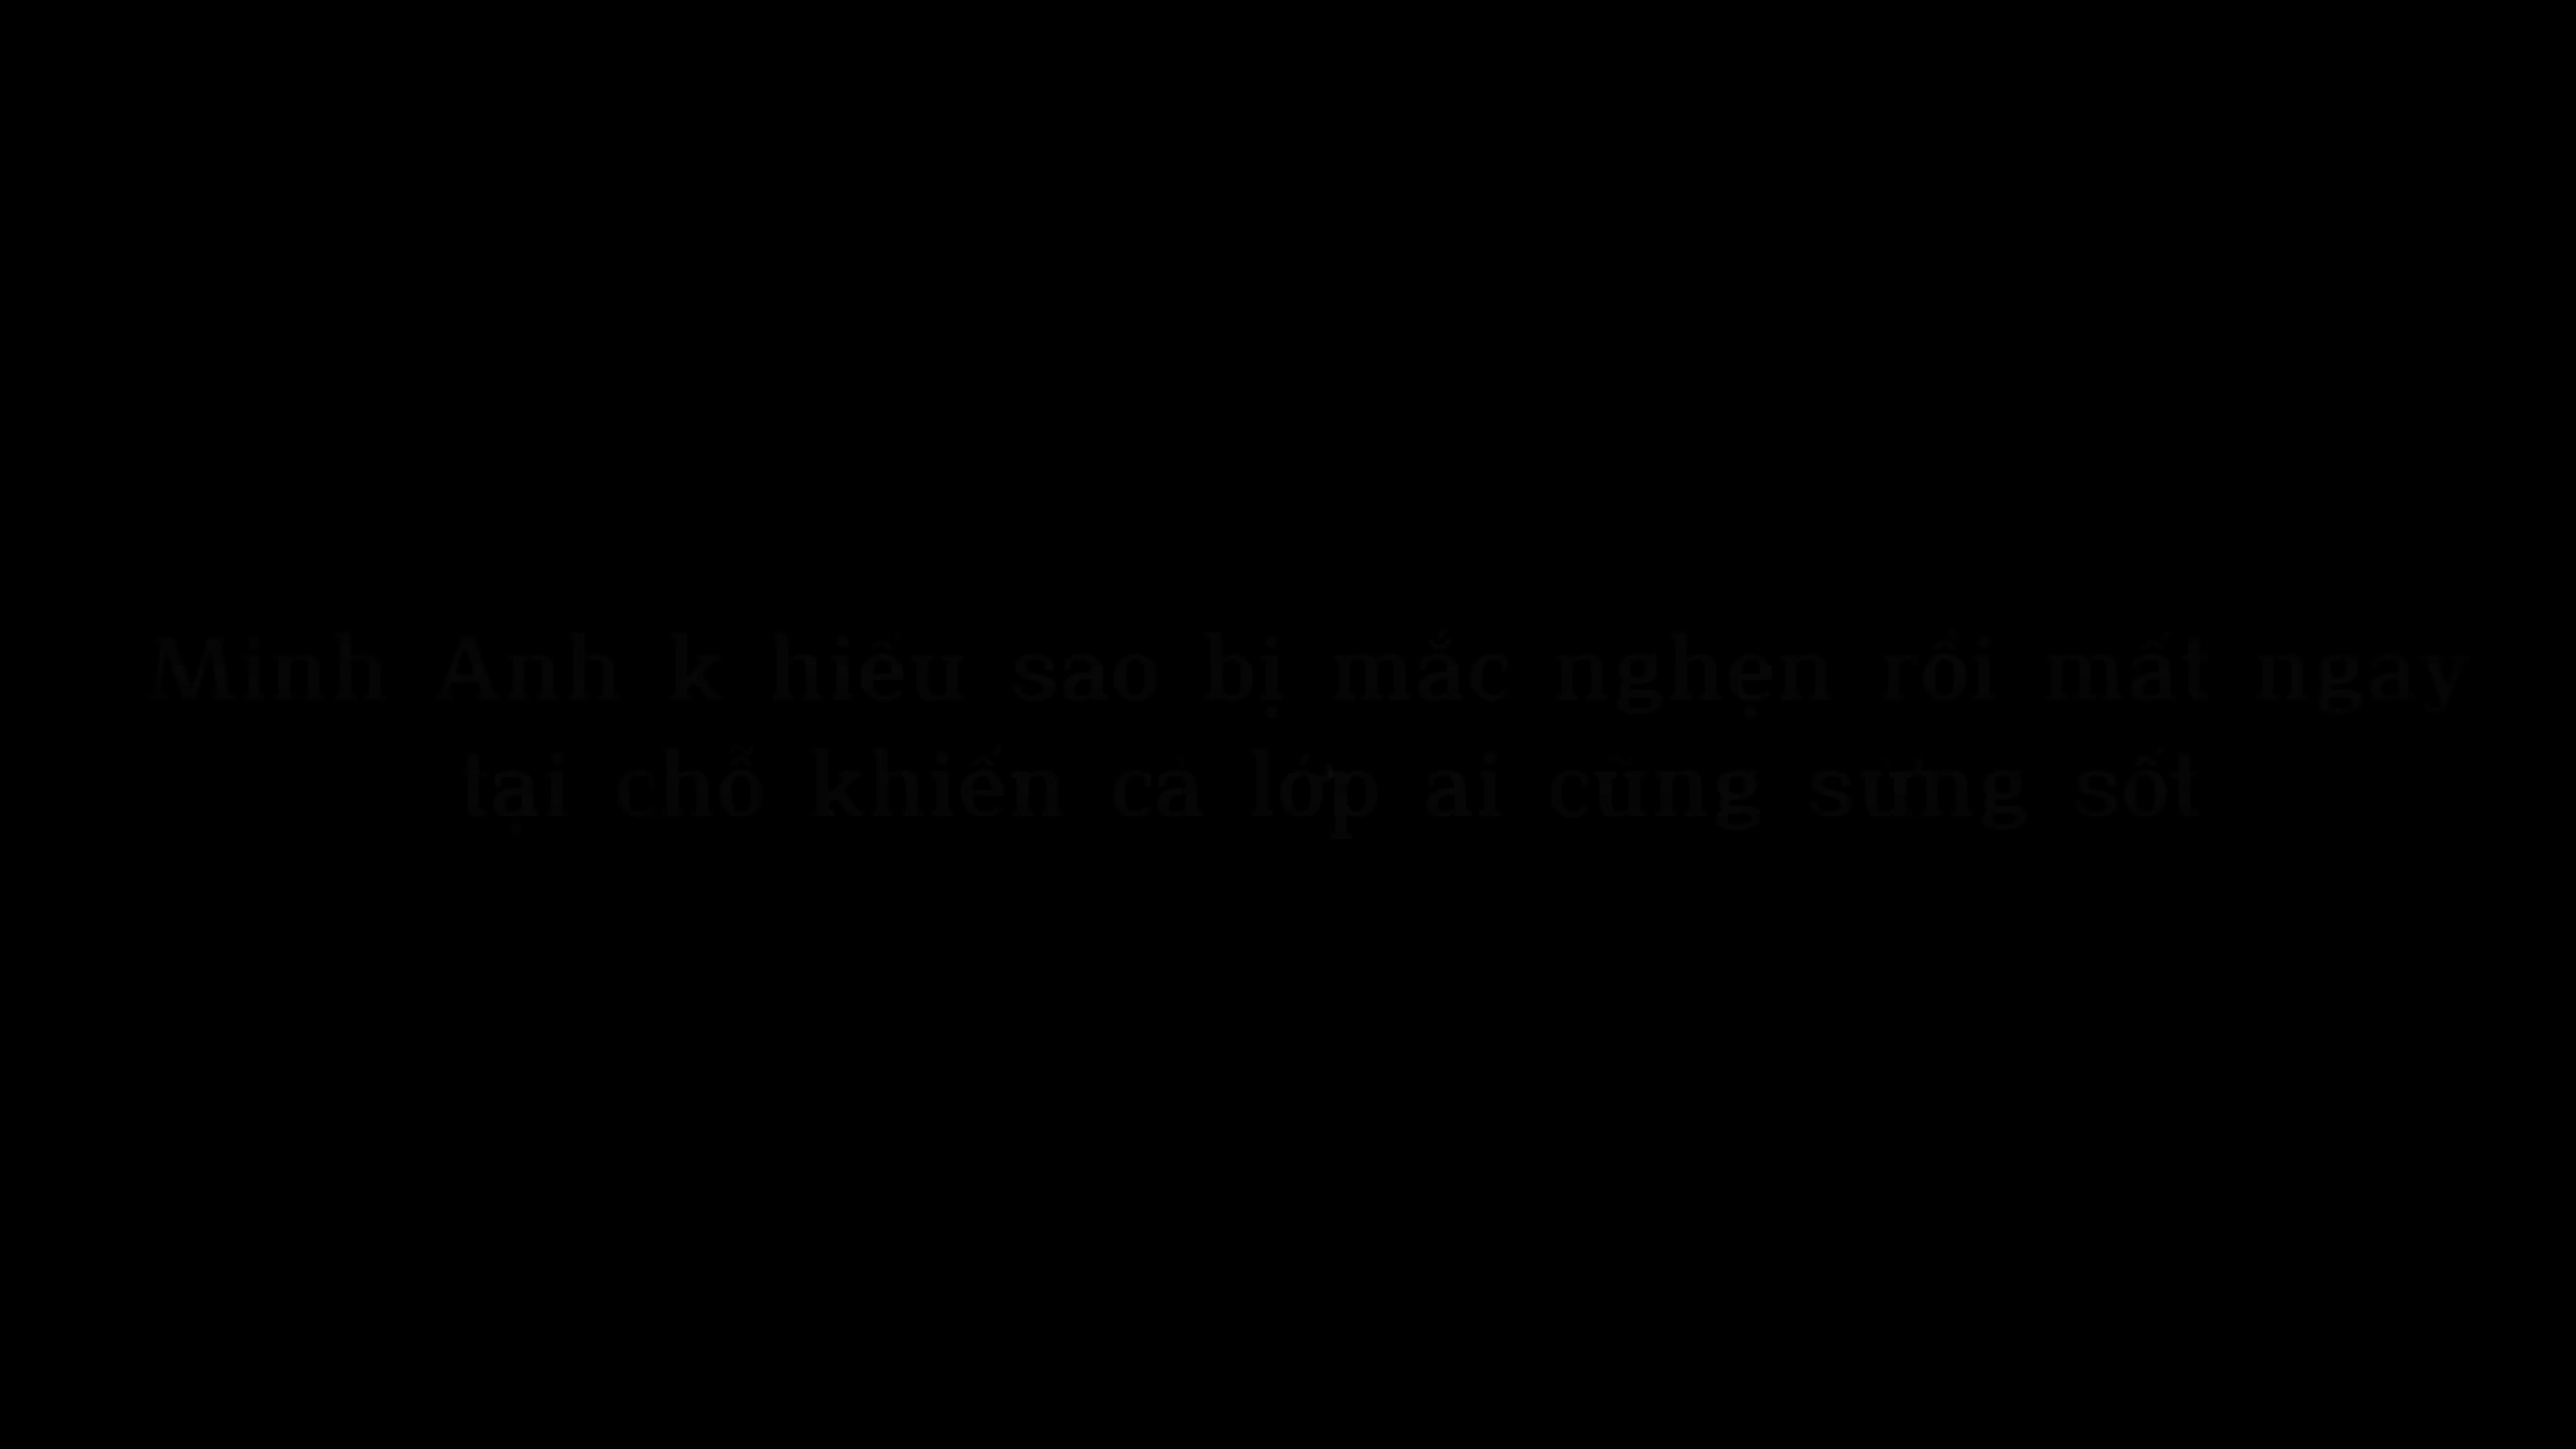 Minh Anh k hiểu sao bị mắc nghẹn rồi mất ngay
tại chỗ khiến cả lớp ai cũng sửng sốt